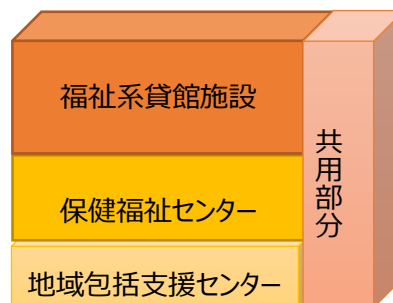 福祉系貸館施設
保健福祉センター
地域包括支援センター
共用部分